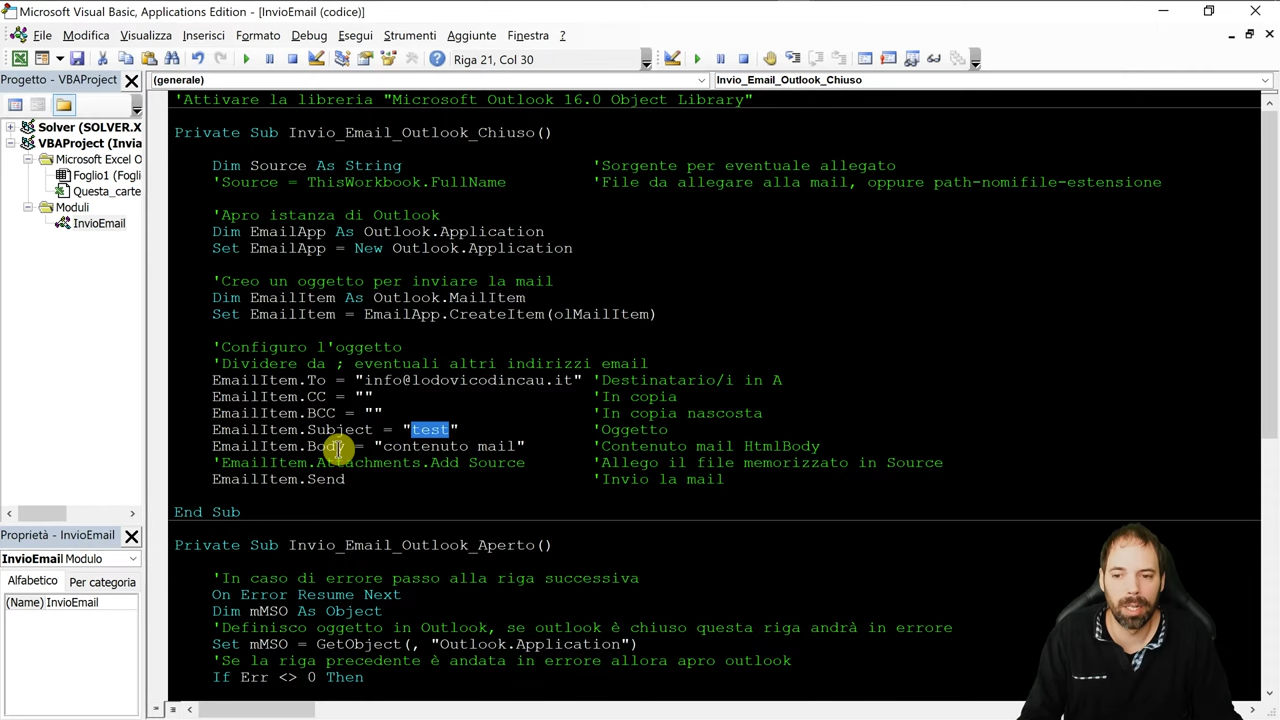 Microsoft Visual Basic, Applications Edition - [InvioEmail (codice)]
File Modifica Visualizza Inserisci Formato Debug Esegui Strumenti Aggiunte Finestra ?
Riga 21, Col 30
Progetto - VBAProject
(generale) Invio_Email_Outlook_Chiuso
Solver (SOLVER.X
VBAProject (Invia
Microsoft Excel O
Foglio1 (Fogli
Questa_carte
Moduli
InvioEmail
Proprietà - InvioEmail
InvioEmail Modulo
Alfabetico Per categoria
(Name) InvioEmail
'Attivare la libreria "Microsoft Outlook 16.0 Object Library"
Private Sub Invio_Email_Outlook_Chiuso()
Dim Source As String 'Sorgente per eventuale allegato
'Source = ThisWorkbook.FullName 'File da allegare alla mail, oppure path-nomifile-estensione
'Apro istanza di Outlook
Dim EmailApp As Outlook.Application
Set EmailApp = New Outlook.Application
'Creo un oggetto per inviare la mail
Dim EmailItem As Outlook.MailItem
Set EmailItem = EmailApp.CreateItem(olMailItem)
'Configuro l'oggetto
'Dividere da ; eventuali altri indirizzi email
EmailItem.To = "info@lodovicodincau.it" 'Destinatario/i in A
EmailItem.CC = "" 'In copia
EmailItem.BCC = "" 'In copia nascosta
EmailItem.Subject = "test" 'Oggetto
EmailItem.Body = "contenuto mail" 'Contenuto mail HtmlBody
'EmailItem.Attachments.Add Source 'Allego il file memorizzato in Source
EmailItem.Send 'Invio la mail
End Sub
Private Sub Invio_Email_Outlook_Aperto()
'In caso di errore passo alla riga successiva
On Error Resume Next
Dim mMSO As Object
'Definisco oggetto in Outlook, se outlook è chiuso questa riga andrà in errore
Set mMSO = GetObject(, "Outlook.Application")
'Se la riga precedente è andata in errore allora apro outlook
If Err <> 0 Then